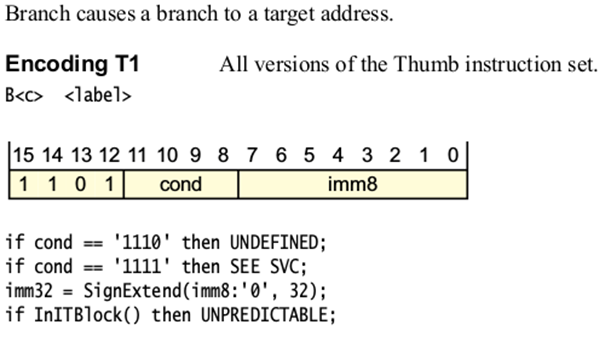 Branch causes a branch to a target address.
Encoding T1 All versions of the Thumb instruction set.
B<c> <label>
15 14 13 12 11 10 9 8 7 6 5 4 3 2 1 0
1 1 0 1 cond imm8
if cond == '1110' then UNDEFINED;
if cond == '1111' then SEE SVC;
imm32 = SignExtend(imm8:'0', 32);
if InITBlock() then UNPREDICTABLE;